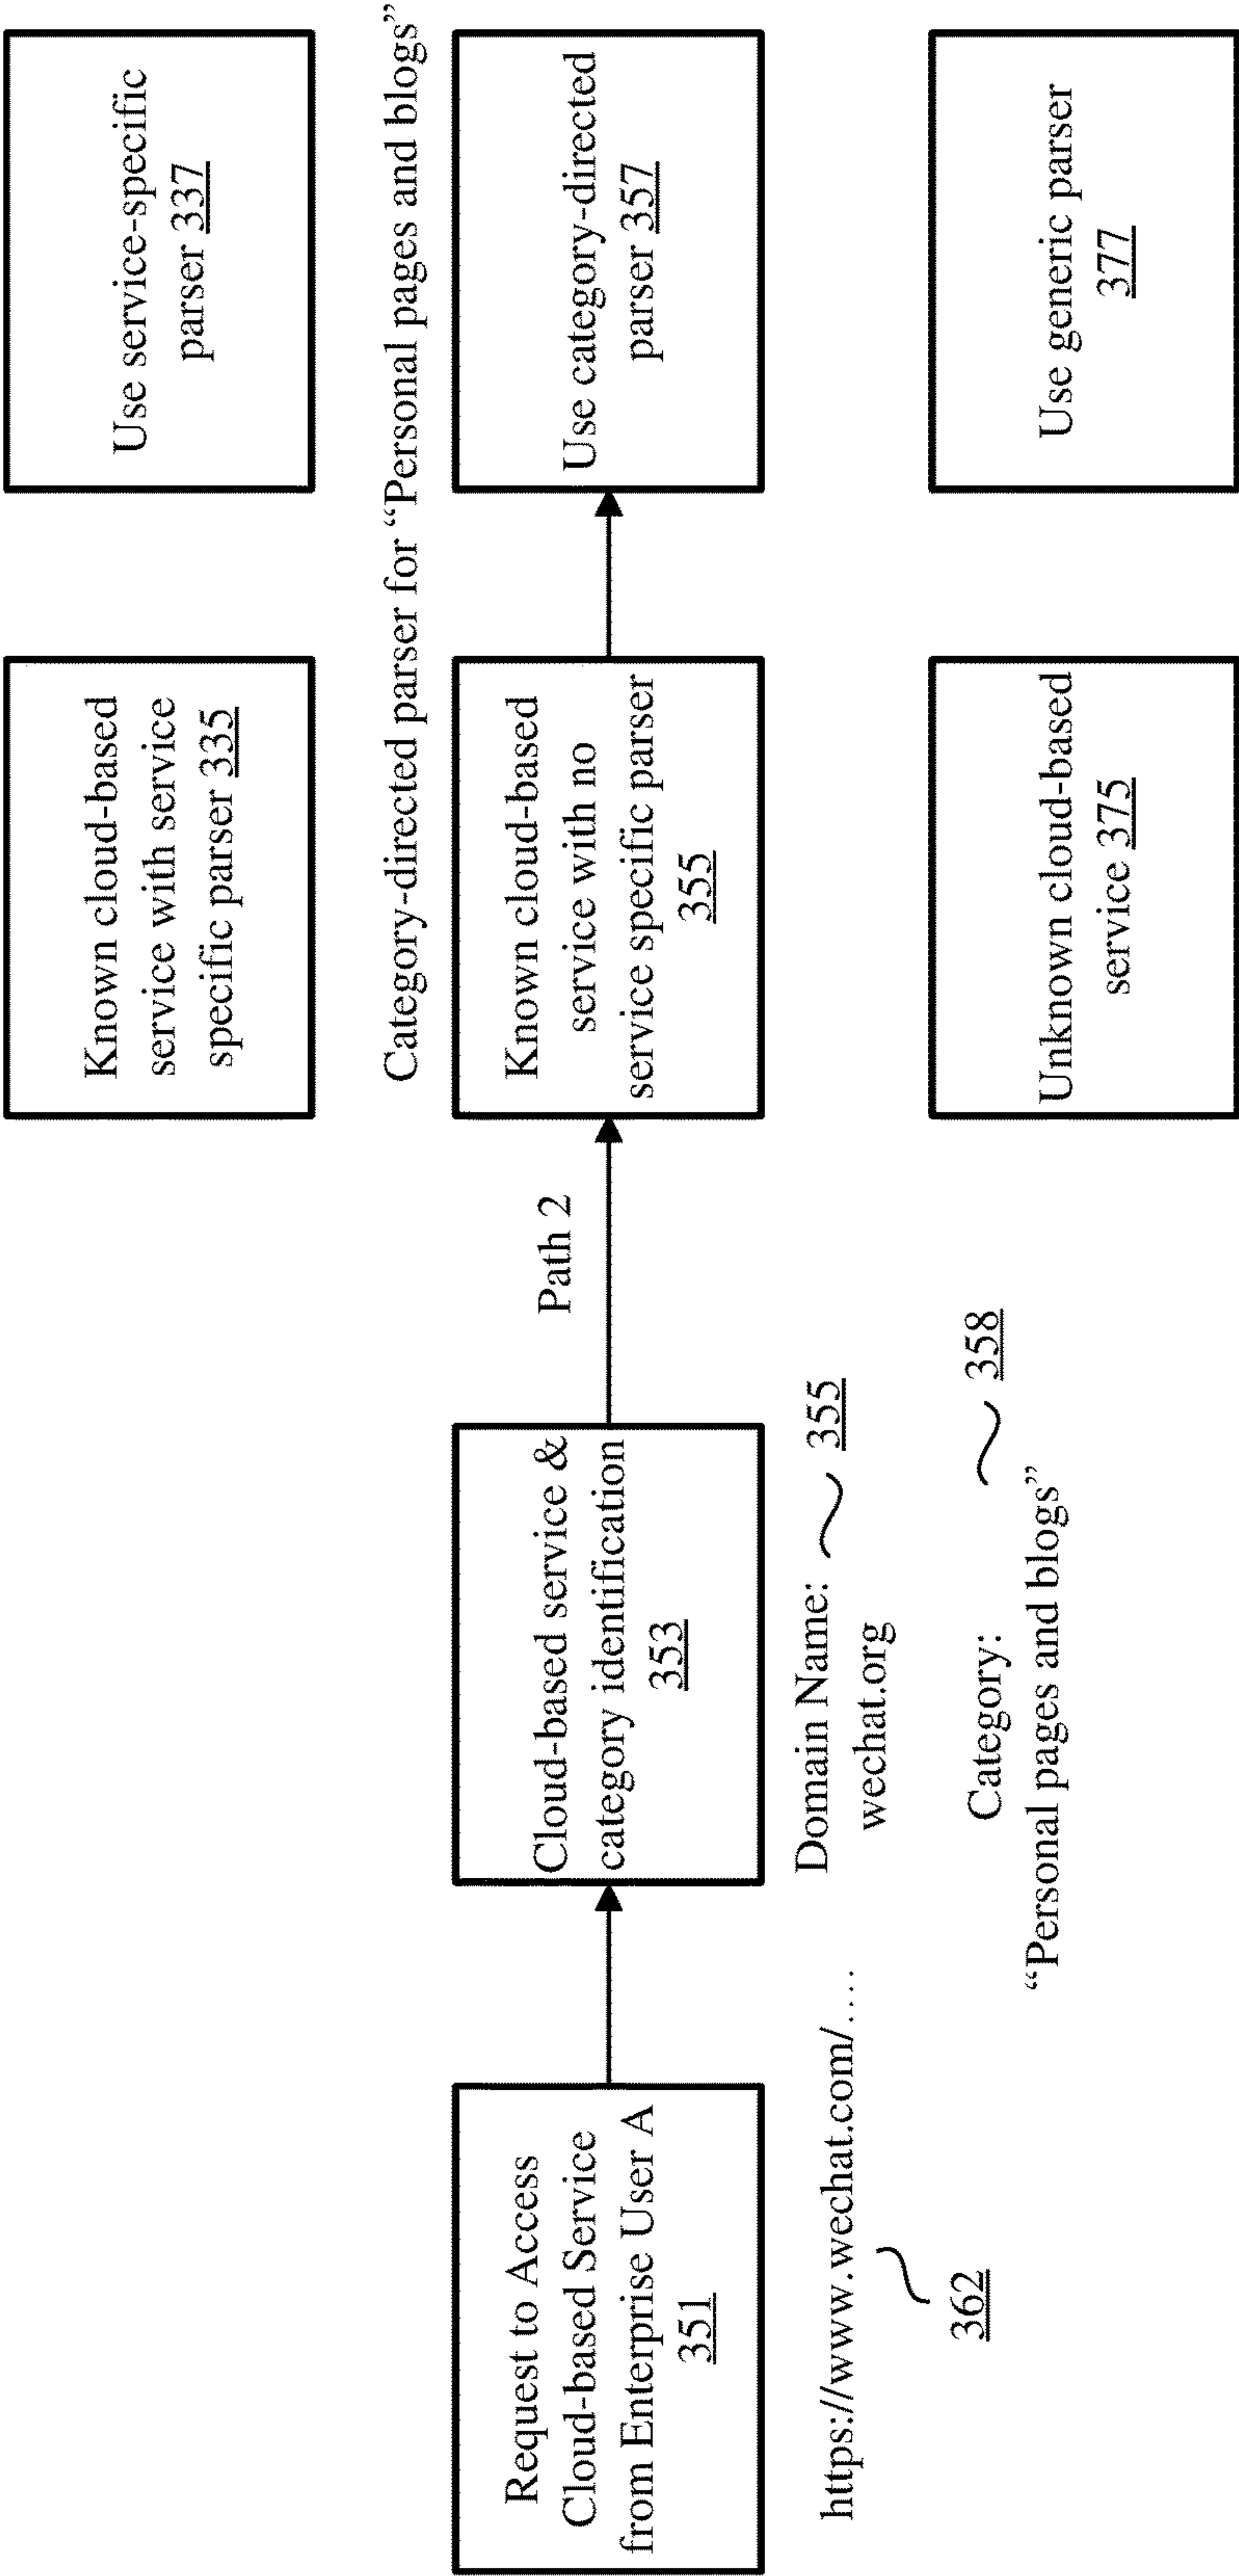 Known cloud-based
service with service
specific parser 335
Use service-specific
parser 337
Category-directed parser for “Personal pages and blogs”
Request to Access
Cloud-based Service
from Enterprise User A
351
Cloud-based service &
category identification
353
Path 2
Known cloud-based
service with no
service specific parser
355
Use category-directed
parser 357
https://www.wechat.com/….
362
Domain Name: 355
wechat.org
Category: 358
“Personal pages and blogs”
Unknown cloud-based
service 375
Use generic parser
377